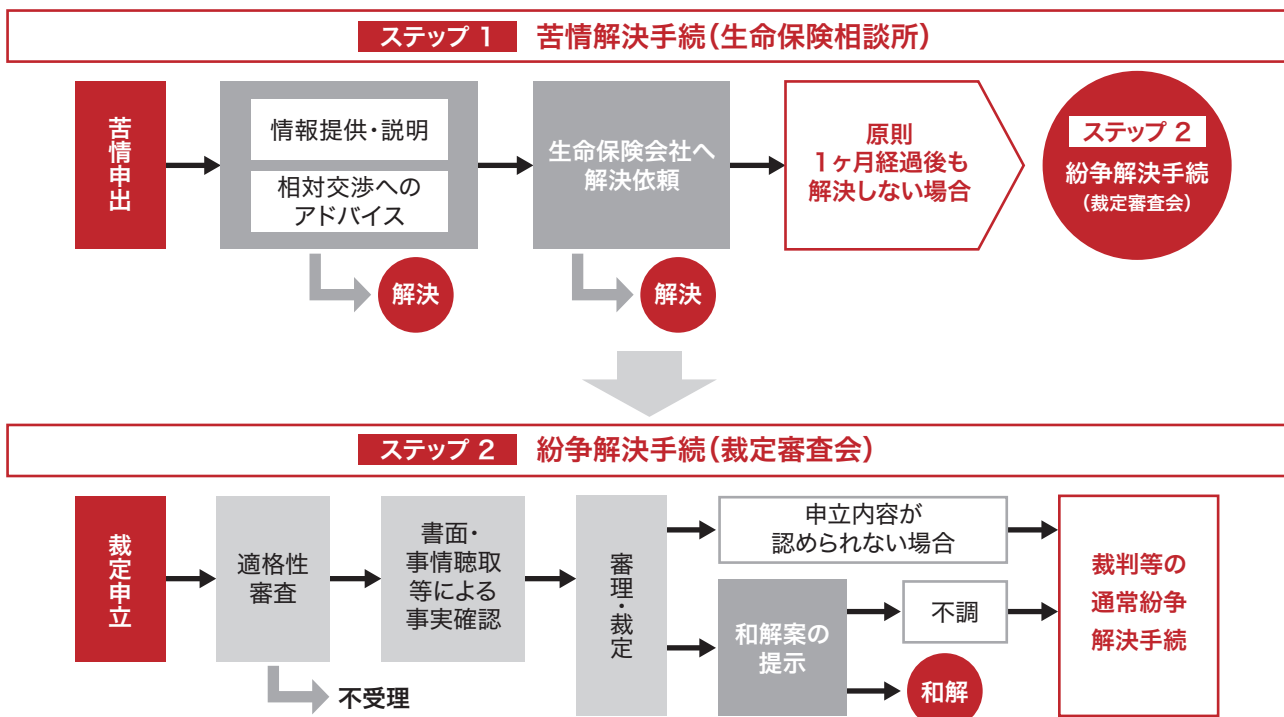 ステップ 1 苦情解決手続(生命保険相談所)
苦情申出
情報提供・説明
相対交渉への
アドバイス
解決
生命保険会社へ
解決依頼
解決
原則
1ヶ月経過後も
解決しない場合
ステップ 2
紛争解決手続
(裁定審査会)
ステップ 2 紛争解決手続(裁定審査会)
裁定申立
適格性
審査
不受理
書面・
事情聴取
等による
事実確認
審理・裁定
申立内容が
認められない場合
和解案の
提示
不調
和解
裁判等の
通常紛争
解決手続